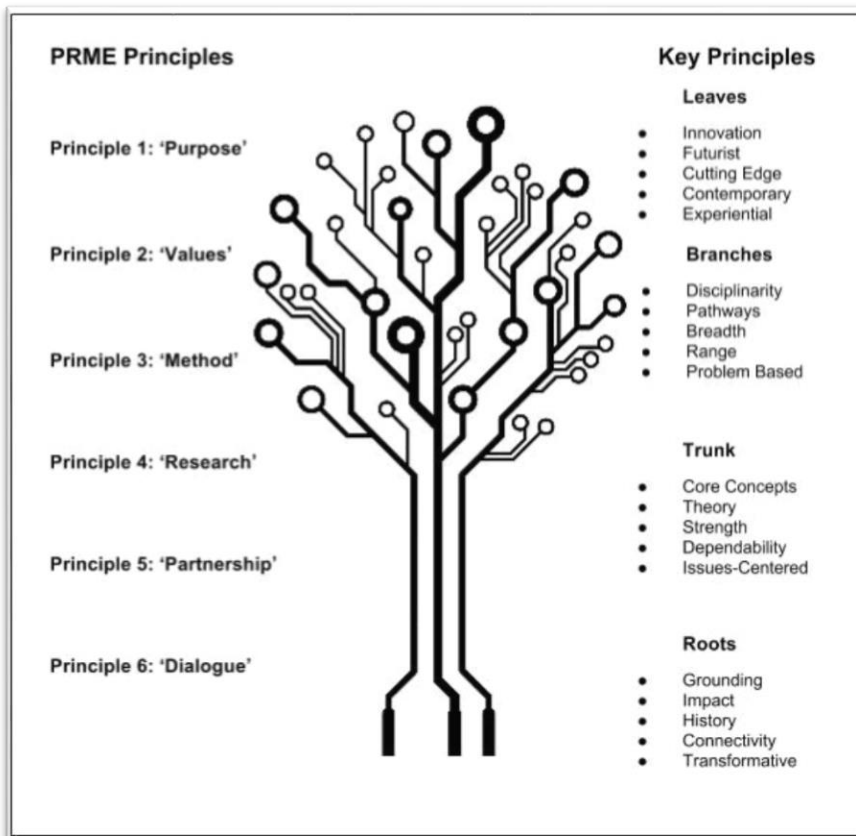 PRME Principles
Principle 1: ‘Purpose’
Principle 2: ‘Values’
Principle 3: ‘Method’
Principle 4: ‘Research’
Principle 5: ‘Partnership’
Principle 6: ‘Dialogue’
Key Principles
Leaves
• Innovation
• Futurist
• Cutting Edge
• Contemporary
• Experiential
Branches
• Disciplinarity
• Pathways
• Breadth
• Range
• Problem Based
Trunk
• Core Concepts
• Theory
• Strength
• Dependability
• Issues-Centered
Roots
• Grounding
• Impact
• History
• Connectivity
• Transformative